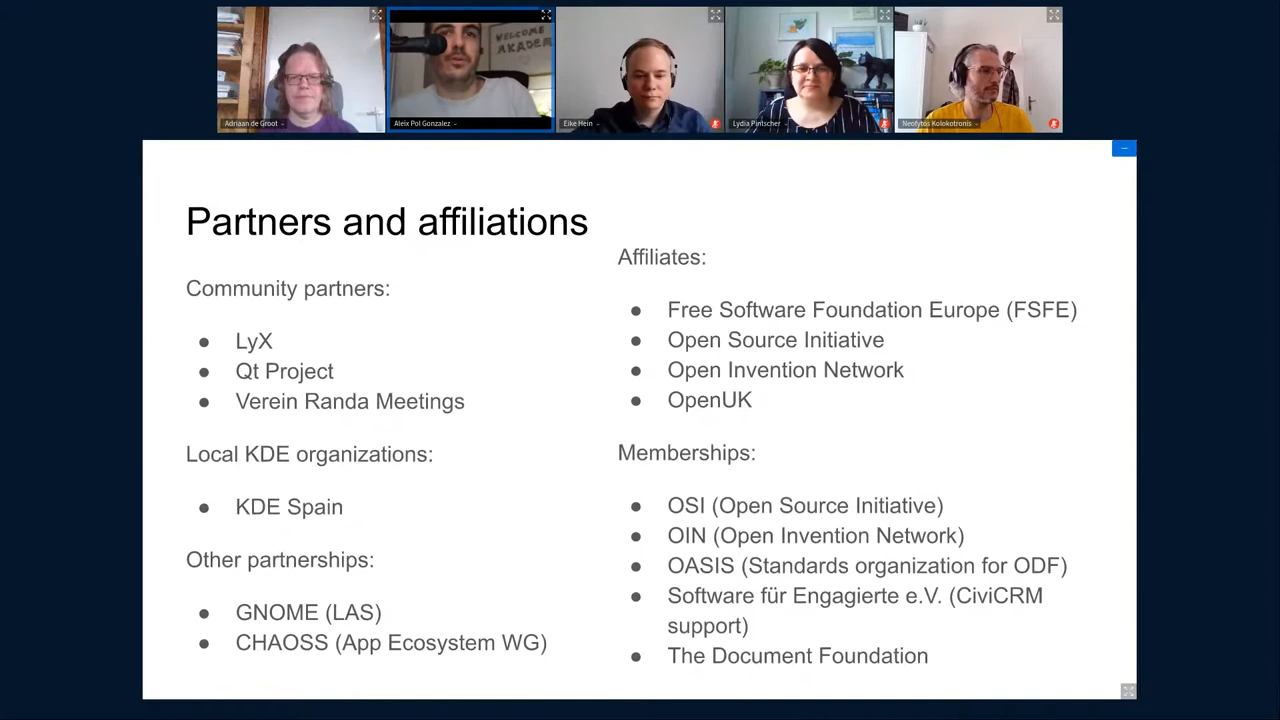 WELCOME
AKADEM
Adriaan de Groot
Aleix Pol Gonzalez
Eike Hein
Lydia Pintscher
Neofytos Kolokotronis
Partners and affiliations
Community partners:
● LyX
● Qt Project
● Verein Randa Meetings
Local KDE organizations:
● KDE Spain
Other partnerships:
● GNOME (LAS)
● CHAOSS (App Ecosystem WG)
Affiliates:
● Free Software Foundation Europe (FSFE)
● Open Source Initiative
● Open Invention Network
● OpenUK
Memberships:
● OSI (Open Source Initiative)
● OIN (Open Invention Network)
● OASIS (Standards organization for ODF)
● Software für Engagierte e.V. (CiviCRM
support)
● The Document Foundation